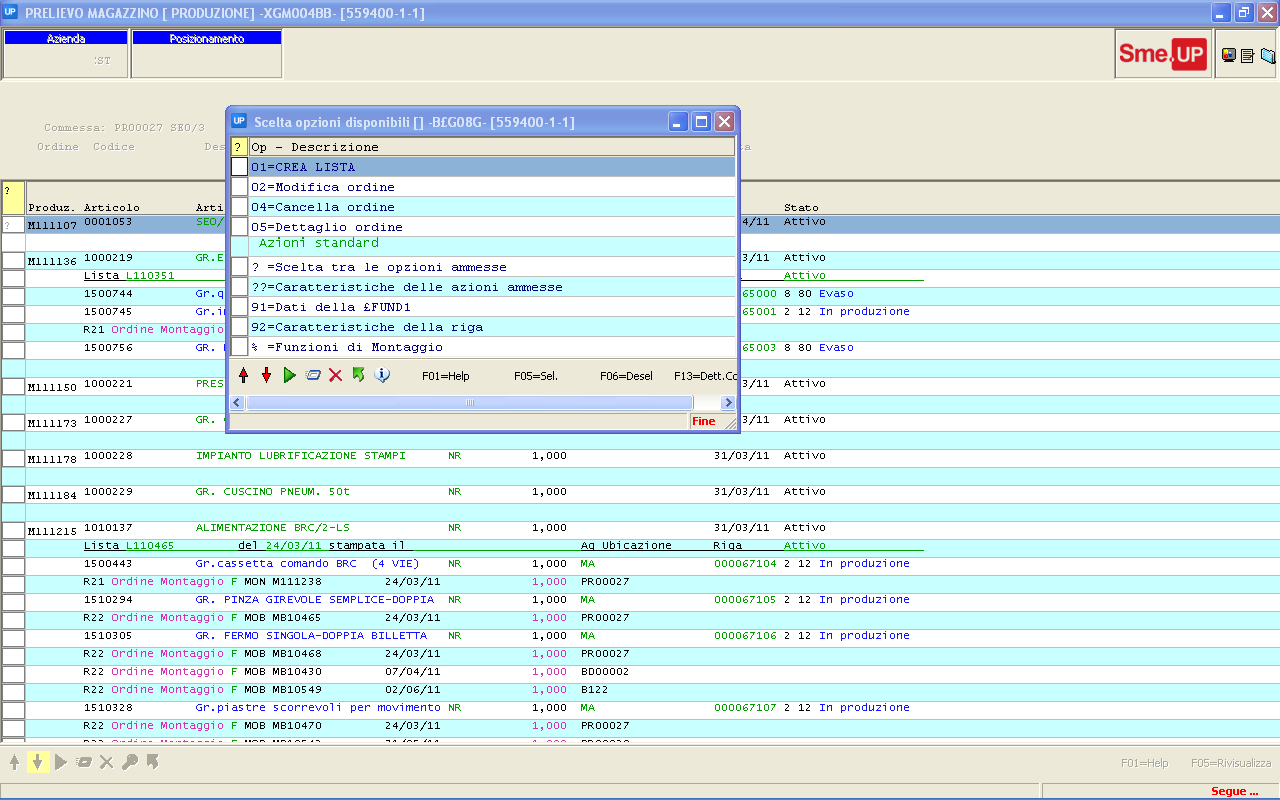 UP PRELIEVO MAGAZZINO [ PRODUZIONE] -XGM004BB- [559400-1-1]
Azienda Posizionamento
:ST
Sme.UP
Commessa: PR00027 SE0/3
Ordine Codice
UP Scelta opzioni disponibili [] -B£G08G- [559400-1-1]
? Op - Descrizione
01=CREA LISTA
02=Modifica ordine
04=Cancella ordine
05=Dettaglio ordine
Azioni standard
? =Scelta tra le opzioni ammesse
??=Caratteristiche delle azioni ammesse
91=Dati della £FUND1
92=Caratteristiche della riga
% =Funzioni di Montaggio
F01=Help F05=Sel. F06=Desel F13=Dett.Co
Fine
?
Produz. Articolo Arti Stato
? M111107 0001053 SEO/ 4/11 Attivo
M111136 1000219 GR.E 3/11 Attivo
Lista L110351 Attivo
1500744 Gr.q 65000 8 80 Evaso
1500745 Gr.i 65001 2 12 In produzione
R21 Ordine Montaggio
1500756 GR. 65003 8 80 Evaso
M111150 1000221 PRES 3/11 Attivo
M111173 1000227 GR. 3/11 Attivo
M111178 1000228 IMPIANTO LUBRIFICAZIONE STAMPI NR 1,000 31/03/11 Attivo
M111184 1000229 GR. CUSCINO PNEUM. 50t NR 1,000 31/03/11 Attivo
M111215 1010137 ALIMENTAZIONE BRC/2-LS NR 1,000 31/03/11 Attivo
Lista L110465 del 24/03/11 stampata il Ag Ubicazione Riga Attivo
1500443 Gr.cassetta comando BRC (4 VIE) NR 1,000 MA 000067104 2 12 In produzione
R21 Ordine Montaggio F MON M111238 24/03/11 1,000 PR00027
1510294 GR. PINZA GIREVOLE SEMPLICE-DOPPIA NR 1,000 MA 000067105 2 12 In produzione
R22 Ordine Montaggio F MOB MB10465 24/03/11 1,000 PR00027
1510305 GR. FERMO SINGOLA-DOPPIA BILLETTA NR 1,000 MA 000067106 2 12 In produzione
R22 Ordine Montaggio F MOB MB10468 24/03/11 1,000 PR00027
R22 Ordine Montaggio F MOB MB10430 07/04/11 1,000 BD00002
R22 Ordine Montaggio F MOB MB10549 02/06/11 1,000 B122
1510328 Gr.piastre scorrevoli per movimento NR 1,000 MA 000067107 2 12 In produzione
R22 Ordine Montaggio F MOB MB10470 24/03/11 1,000 PR00027
F01=Help F05=Rivisualizza
Segue ...